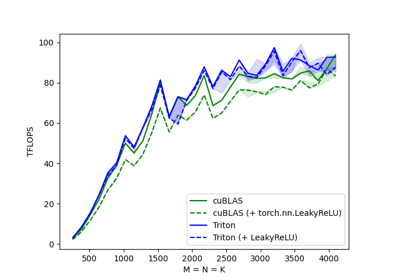 100
80
60
40
20
0
TFLOPS
500
1000
1500
2000
2500
3000
3500
4000
M = N = K
cuBLAS
cuBLAS (+ torch.nn.LeakyReLU)
Triton
Triton (+ LeakyReLU)